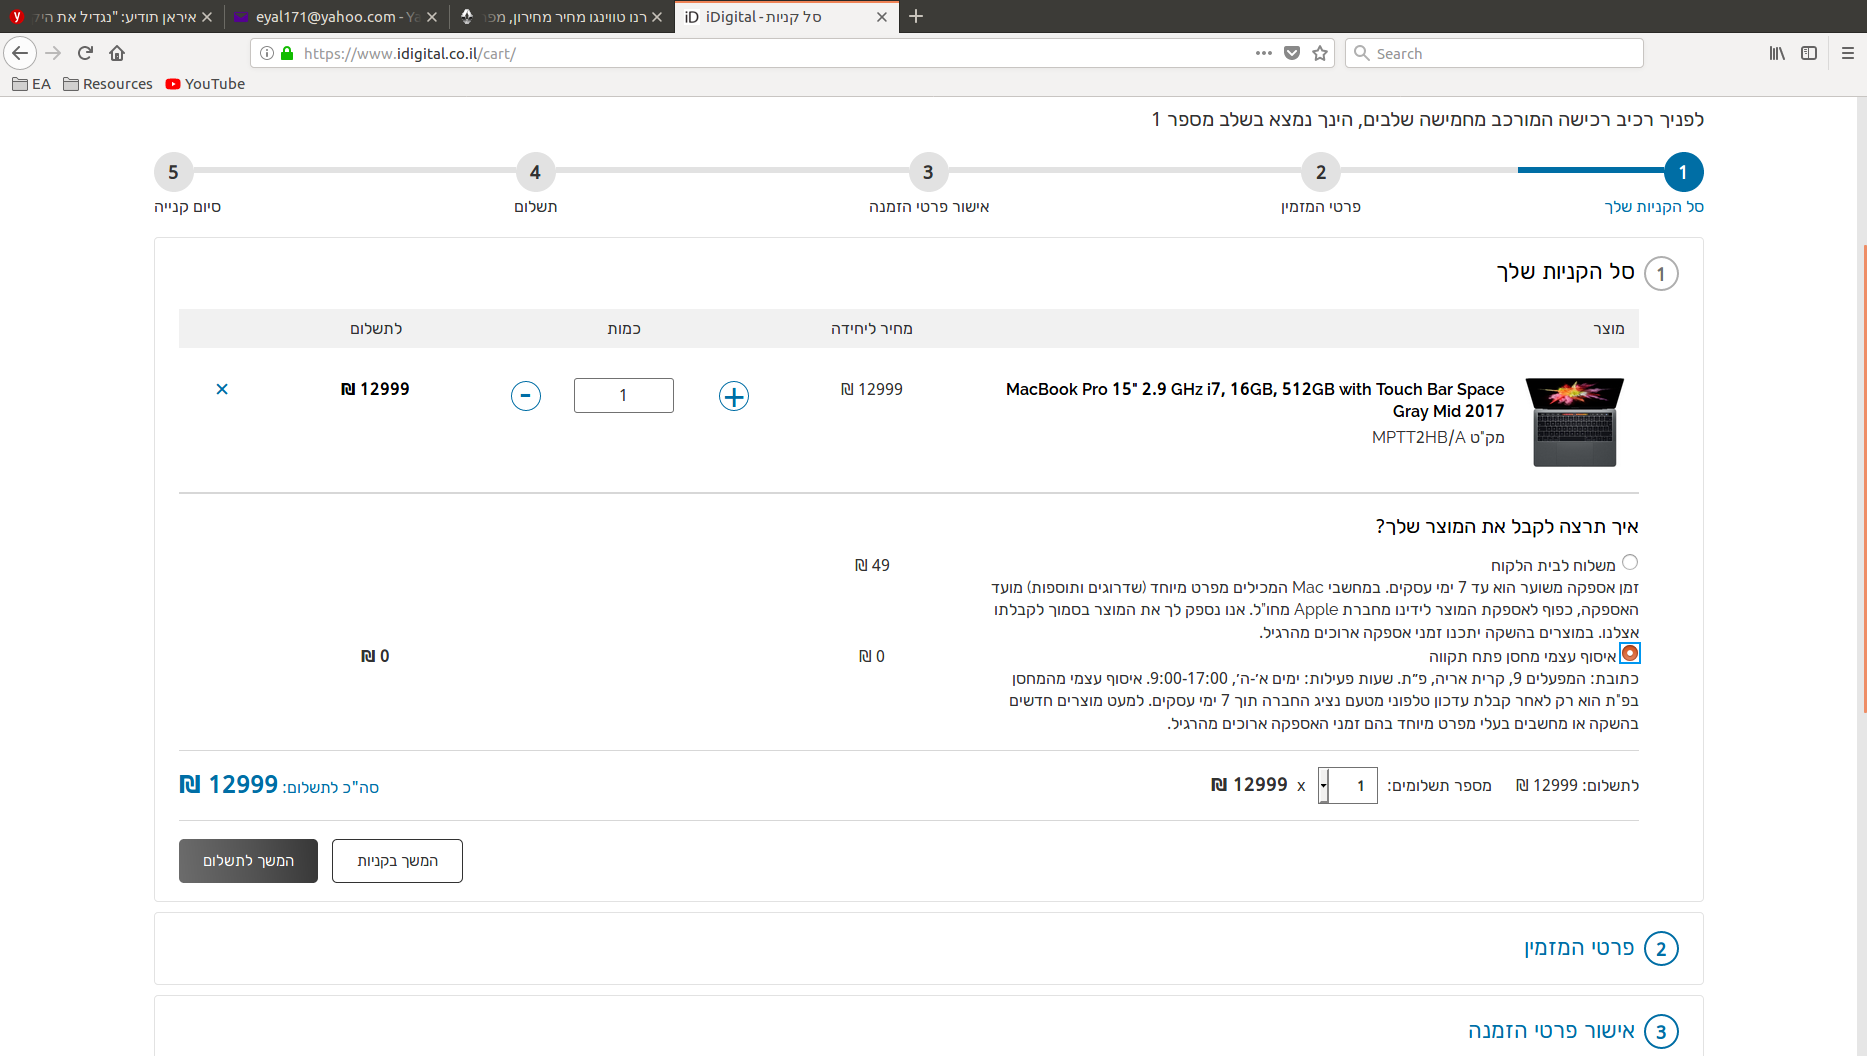 איראן תודיע: "נגדיל את היק
eyal171@yahoo.com - Ya
רנו טווינגו מחיר מחירון, מפר
iDigital - סל קניות
https://www.idigital.co.il/cart/
Search
EA
Resources
YouTube
לפניך רכיב רכישה המורכב מחמישה שלבים, הינך נמצא בשלב מספר 1
1
2
3
4
5
סל הקניות שלך
פרטי המזמין
אישור פרטי הזמנה
תשלום
סיום קנייה
1 סל הקניות שלך
מוצר
מחיר ליחידה
כמות
לתשלום
MacBook Pro 15" 2.9 GHz i7, 16GB, 512GB with Touch Bar Space
Gray Mid 2017
מק"ט MPTT2HB/A
12999 ₪
+
1
-
12999 ₪
×
איך תרצה לקבל את המוצר שלך?
משלוח לבית הלקוח
49 ₪
זמן אספקה משוער הוא עד 7 ימי עסקים. במחשבי Mac המכילים מפרט מיוחד (שדרוגים ותוספות) מועד
האספקה, כפוף לאספקת המוצר לידינו מחברת Apple מחו"ל. אנו נספק לך את המוצר בסמוך לקבלתו
אצלנו. במוצרים בהשקה יתכנו זמני אספקה ארוכים מהרגיל.
איסוף עצמי מחסן פתח תקווה
0 ₪
0 ₪
כתובת: המפעלים 9, קרית אריה, פ״ת. שעות פעילות: ימים א׳-ה׳, 9:00-17:00. איסוף עצמי מהמחסן
בפ"ת הוא רק לאחר קבלת עדכון טלפוני מטעם נציג החברה תוך 7 ימי עסקים. למעט מוצרים חדשים
בהשקה או מחשבים בעלי מפרט מיוחד בהם זמני האספקה ארוכים מהרגיל.
לתשלום: 12999 ₪
מספר תשלומים: 1 x 12999 ₪
סה"כ לתשלום: 12999 ₪
המשך בקניות
המשך לתשלום
2 פרטי המזמין
3 אישור פרטי הזמנה